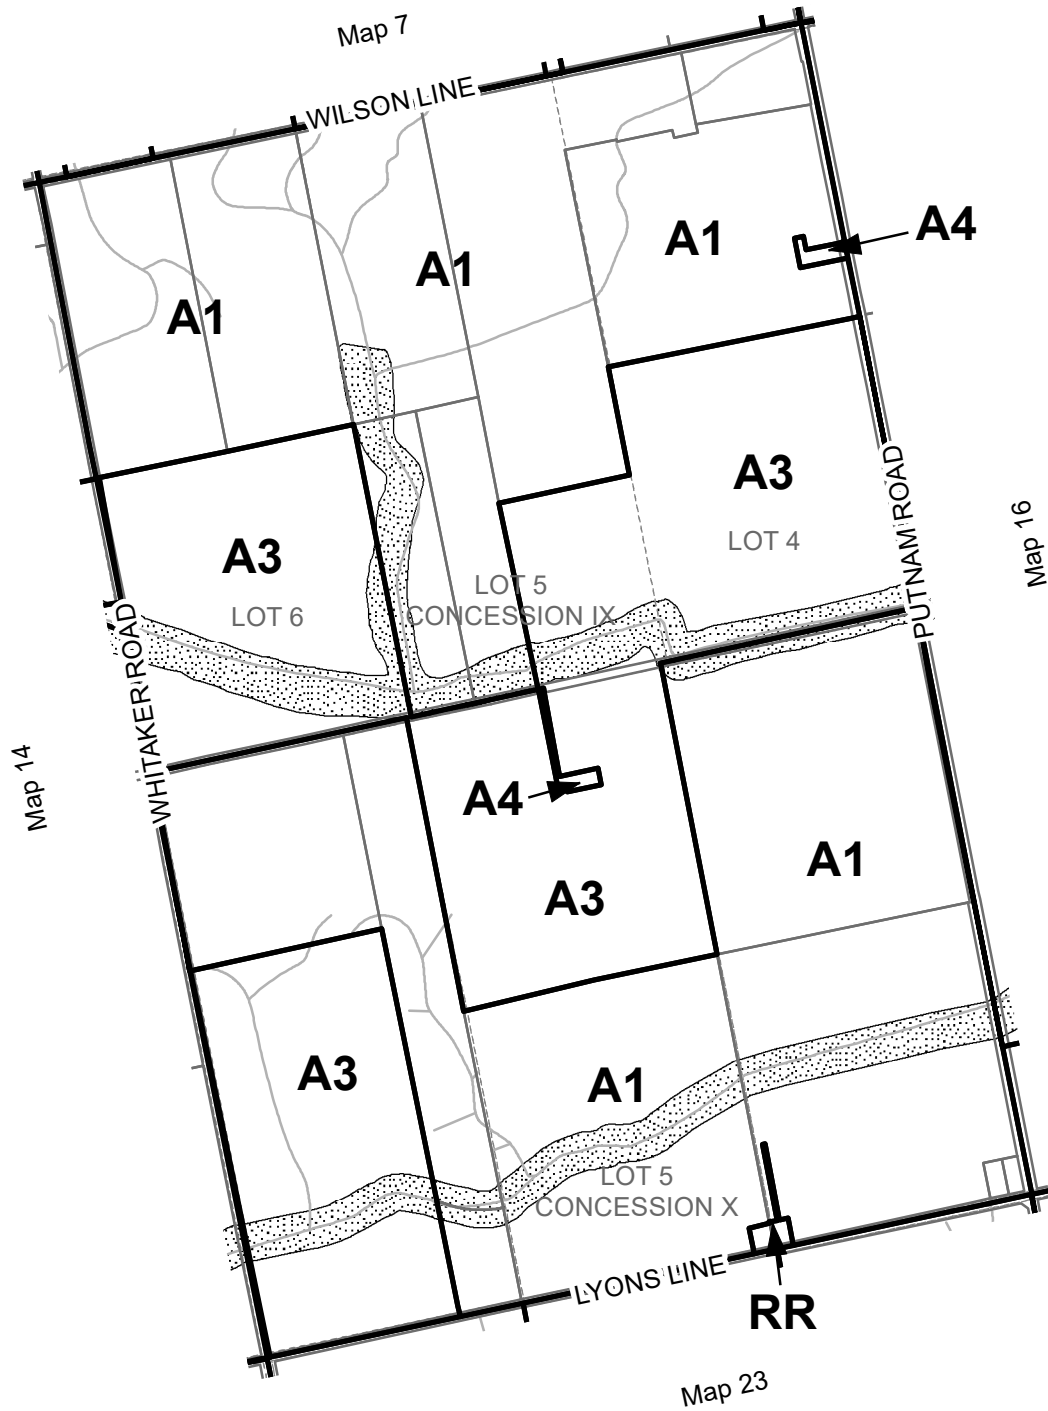 Map 7
WILSON LINE
A4
A1
A1
A1
A3
PUTNAM ROAD
Map 16
LOT 4
A3
LOT 5
CONCESSION IX
LOT 6
WHITAKER ROAD
Map 14
A4
A1
A3
A3
A1
LOT 5
CONCESSION X
LYONS LINE
RR
Map 23